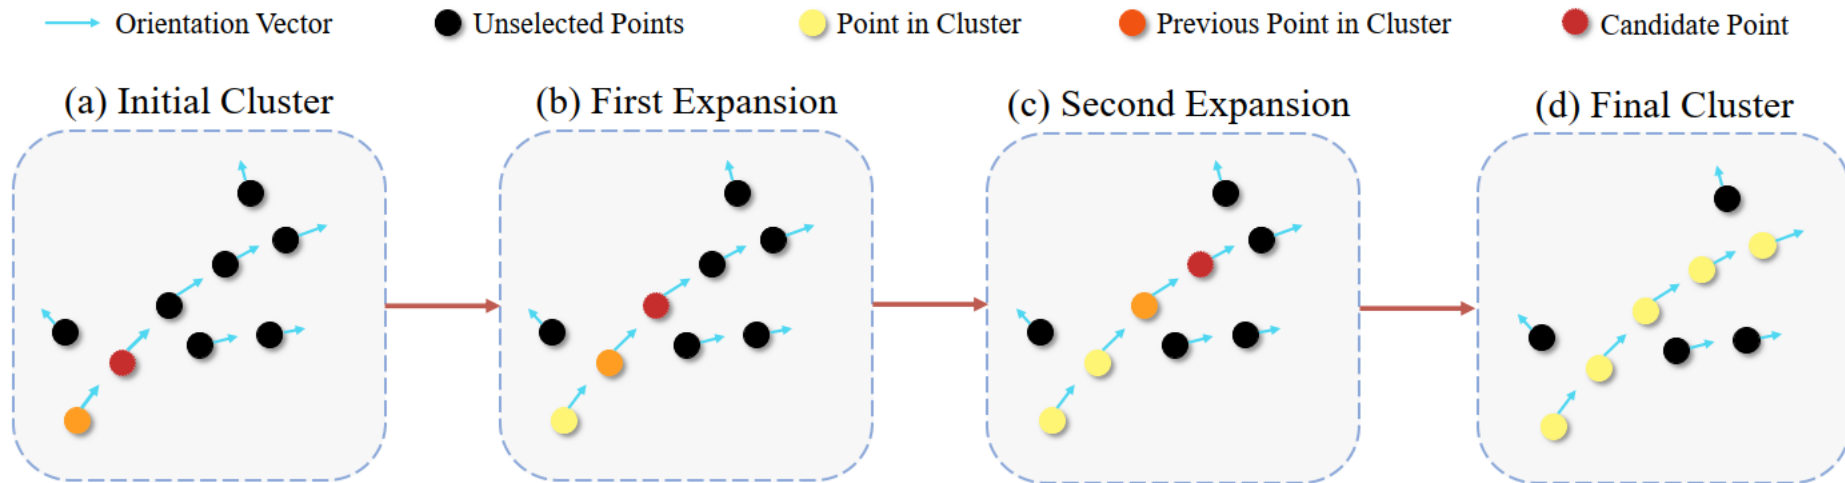 Orientation Vector
Unselected Points
Point in Cluster
Previous Point in Cluster
Candidate Point
(a) Initial Cluster
(b) First Expansion
(c) Second Expansion
(d) Final Cluster